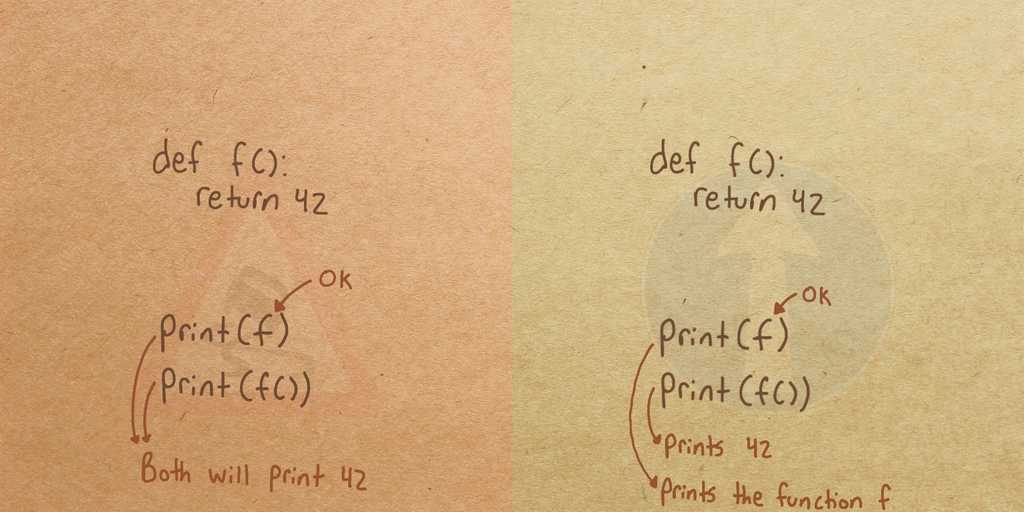 def f():
return 42
OK
Print(f)
Print(f())
Both will print 42
def f():
return 42
OK
Print(f)
Print(f())
Prints 42
Prints the function f